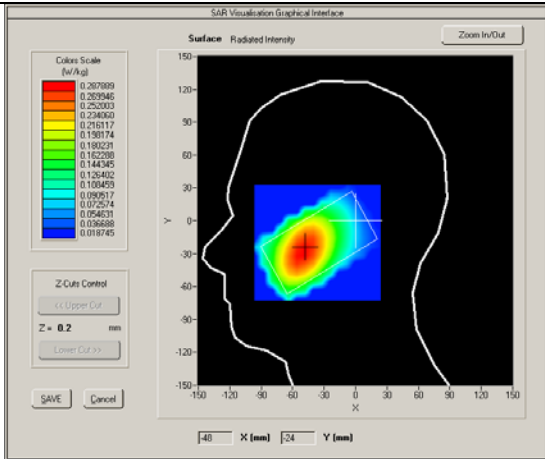 SAR Visualisation Graphical Interface
Surface Radiated Intensity
Zoom In/Out
Colors Scale
(W/kg)
0.287889
0.269946
0.252003
0.234060
0.216117
0.198174
0.180231
0.162288
0.144345
0.126402
0.108459
0.090517
0.072574
0.054631
0.036688
0.018745
Z-Cuts Control
<< Upper Cut
Z = 0.2 mm
Lower Cut >>
SAVE Cancel
150-
120-
90-
60-
30-
0-
-30-
-60-
-90-
-120-
-150-
Y
-150 -120 -90 -60 -30 0 30 60 90 120 150
X
-48 X (mm) -24 Y (mm)